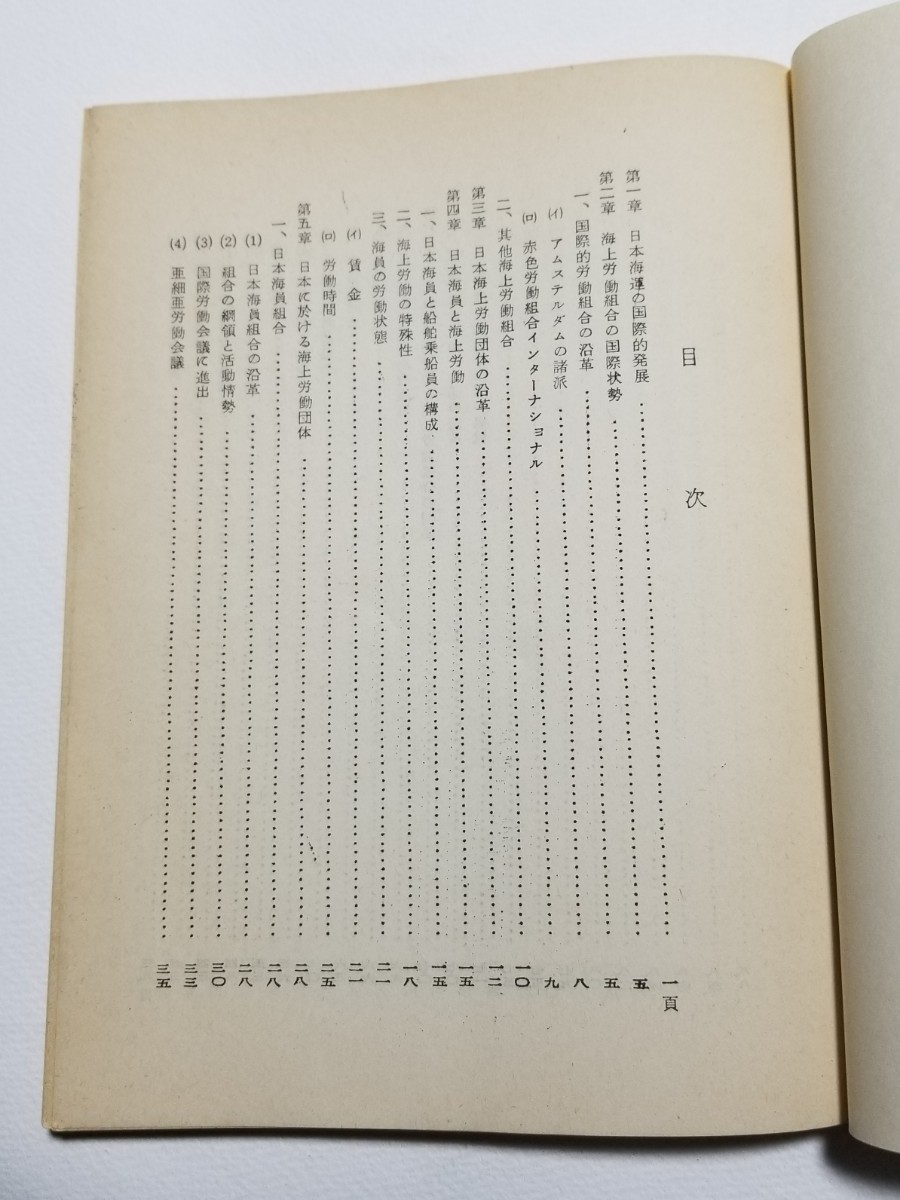 目次
第一章 日本海運の国際的発展……一頁
第二章 海上労働組合の国際状勢……五
一、国際的労働組合の沿革……五
(イ) アムステルダムの諸派……八
(ロ) 赤色労働組合インターナショナル……九
二、其他海上労働組合……一〇
第三章 日本海上労働団体の沿革……一二
第四章 日本海員と海上労働……一五
一、日本海員と船舶乗船員の構成……一五
二、海上労働の特殊性……一八
三、海員の労働状態……二一
(イ) 賃金……二一
(ロ) 労働時間……二五
第五章 日本に於ける海上労働団体……二八
一、日本海員組合……二八
(1) 日本海員組合の沿革……二八
(2) 組合の綱領と活動情勢……三〇
(3) 国際労働会議に進出……三三
(4) 亜細亜労働会議……三五